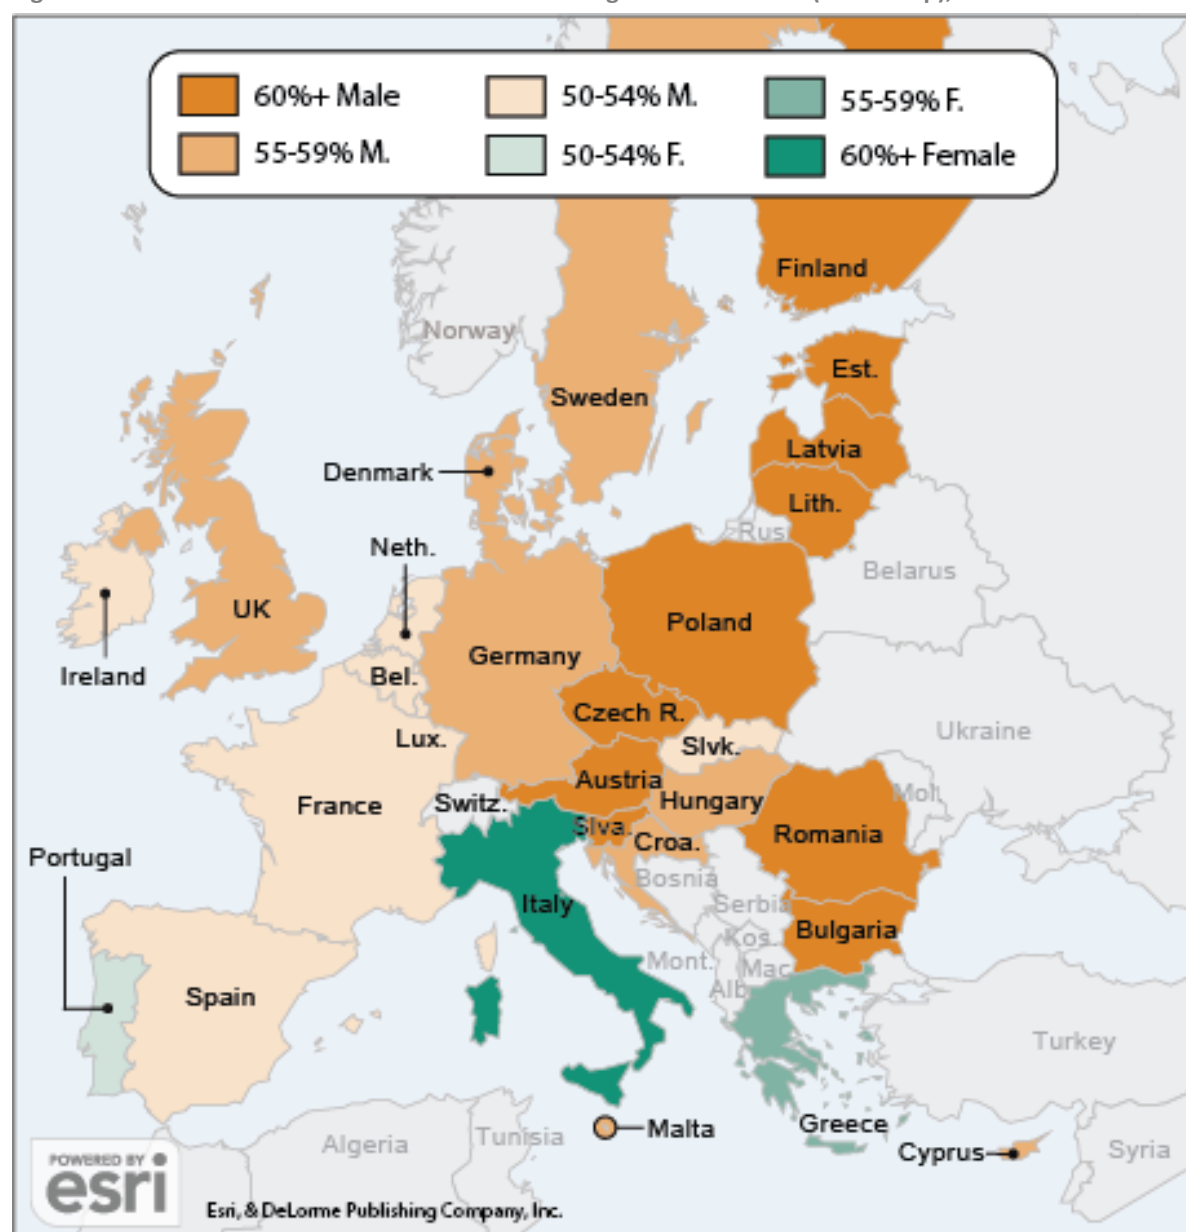 60%+ Male
50-54% M.
55-59% F.
55-59% M.
50-54% F.
60%+ Female
Finland
Norway
Est.
Sweden
Latvia
Denmark
Lith.
Rus.
Neth.
Belarus
UK
Poland
Germany
Ireland
Bel.
Czech R.
Ukraine
Lux.
Slvk.
Austria
Mol.
Hungary
Switz.
France
Slva.
Romania
Croa.
Portugal
Bosnia
Italy
Serbia
Bulgaria
Kos.
Mont.
Mac.
Alb.
Spain
Turkey
Greece
Malta
Tunisia
Algeria
Cyprus
Syria
POWERED BY
esri
Esri, & DeLorme Publishing Company, Inc.